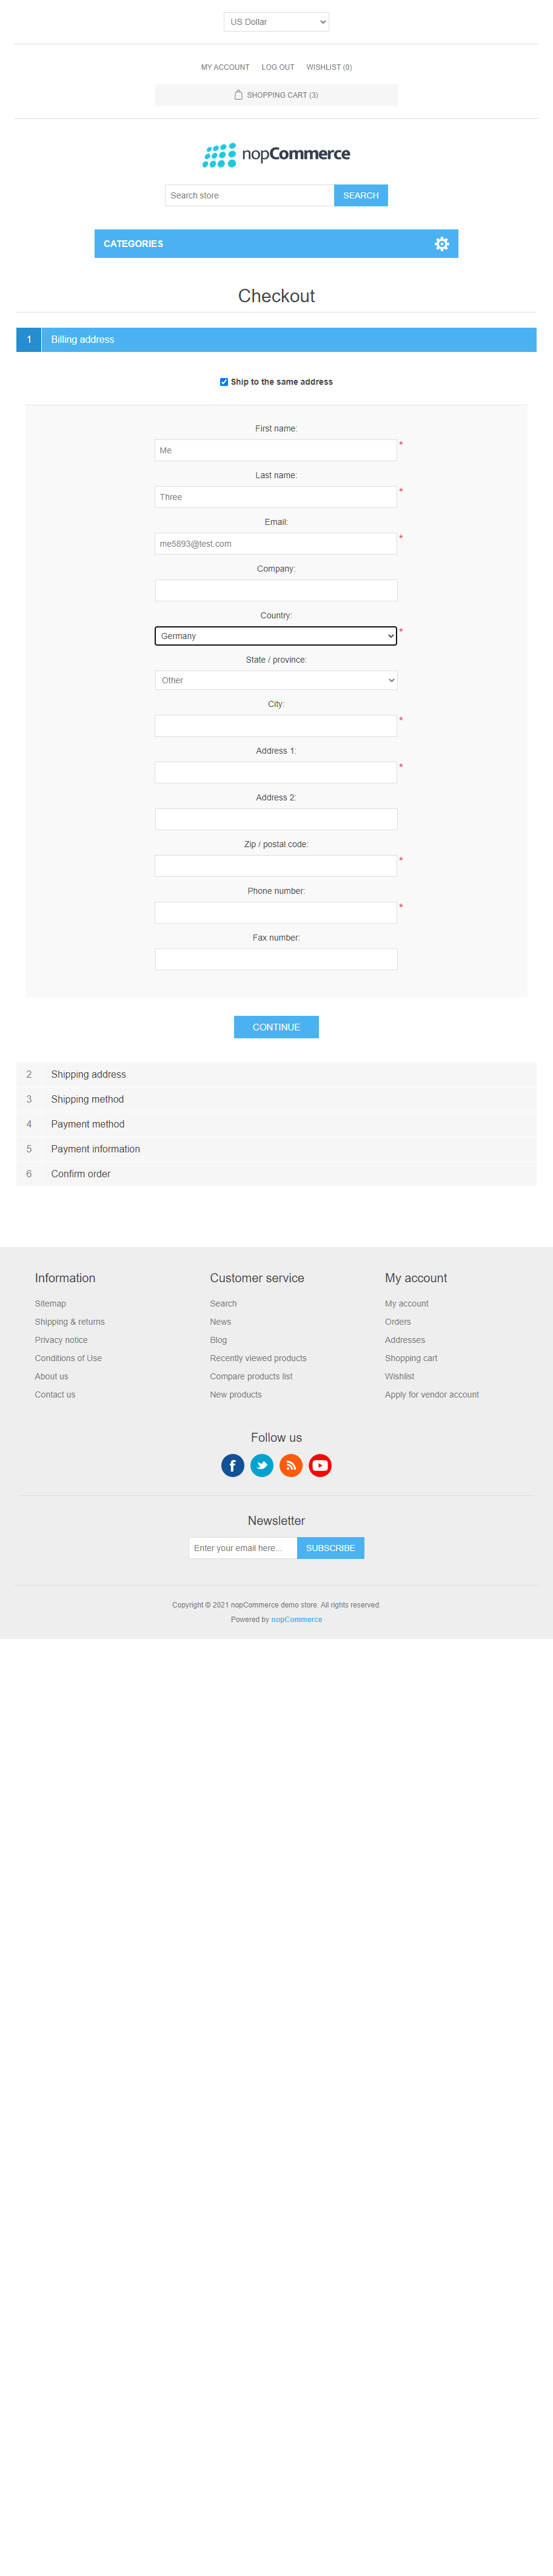 US Dollar
MY ACCOUNT LOG OUT WISHLIST (0)
SHOPPING CART (3)
nopCommerce
Search store SEARCH
CATEGORIES
Checkout
1 Billing address
Ship to the same address
First name:
Me *
Last name:
Three *
Email:
me5893@test.com *
Company:
Country:
Germany *
State / province:
Other
City:
*
Address 1:
*
Address 2:
Zip / postal code:
*
Phone number:
*
Fax number:
CONTINUE
2 Shipping address
3 Shipping method
4 Payment method
5 Payment information
6 Confirm order
Information
Sitemap
Shipping & returns
Privacy notice
Conditions of Use
About us
Contact us
Customer service
Search
News
Blog
Recently viewed products
Compare products list
New products
My account
My account
Orders
Addresses
Shopping cart
Wishlist
Apply for vendor account
Follow us
Newsletter
Enter your email here... SUBSCRIBE
Copyright © 2021 nopCommerce demo store. All rights reserved.
Powered by nopCommerce